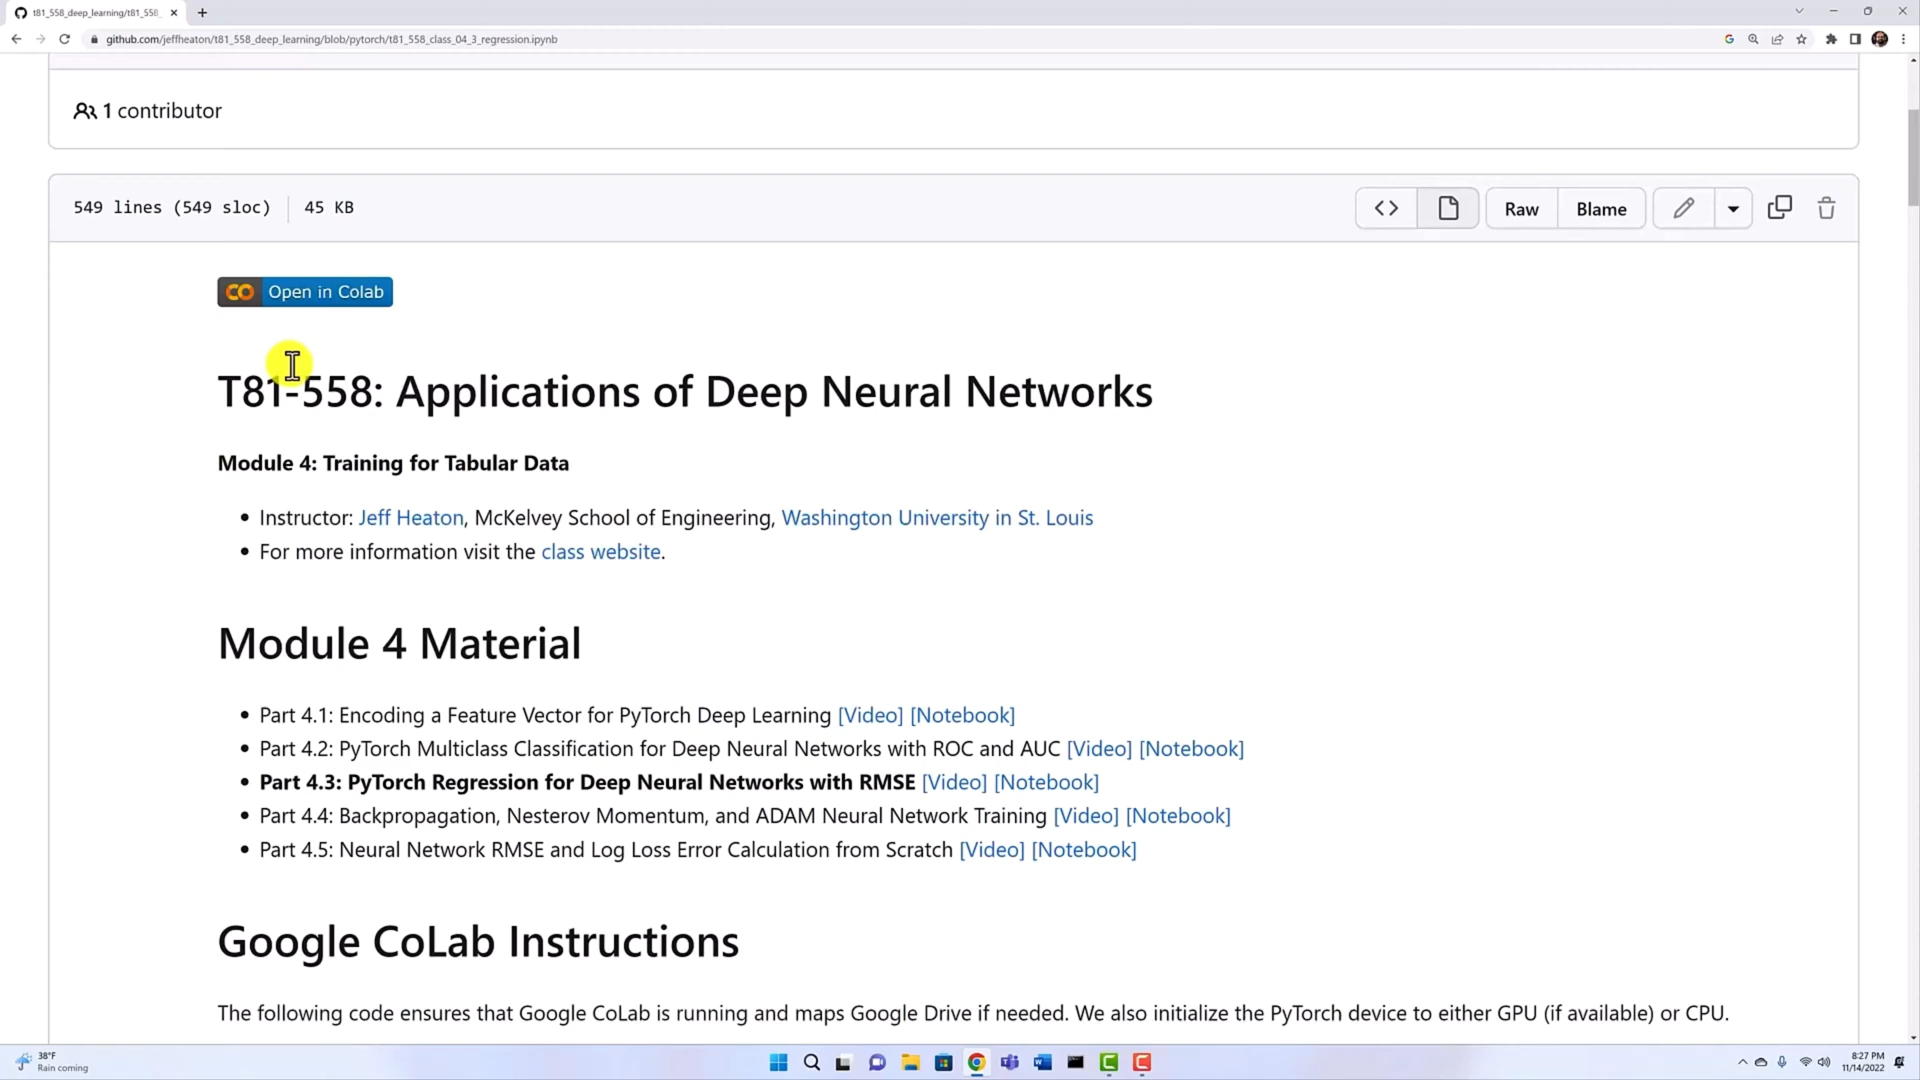 t81_558_deep_learning/t81_558_
github.com/jeffheaton/t81_558_deep_learning/blob/pytorch/t81_558_class_04_3_regression.ipynb
1 contributor
549 lines (549 sloc) 45 KB
Raw Blame
Open in Colab
T81-558: Applications of Deep Neural Networks
Module 4: Training for Tabular Data
• Instructor: Jeff Heaton, McKelvey School of Engineering, Washington University in St. Louis
• For more information visit the class website.
Module 4 Material
• Part 4.1: Encoding a Feature Vector for PyTorch Deep Learning [Video] [Notebook]
• Part 4.2: PyTorch Multiclass Classification for Deep Neural Networks with ROC and AUC [Video] [Notebook]
• Part 4.3: PyTorch Regression for Deep Neural Networks with RMSE [Video] [Notebook]
• Part 4.4: Backpropagation, Nesterov Momentum, and ADAM Neural Network Training [Video] [Notebook]
• Part 4.5: Neural Network RMSE and Log Loss Error Calculation from Scratch [Video] [Notebook]
Google CoLab Instructions
The following code ensures that Google CoLab is running and maps Google Drive if needed. We also initialize the PyTorch device to either GPU (if available) or CPU.
38°F
Rain coming
8:27 PM
11/14/2022